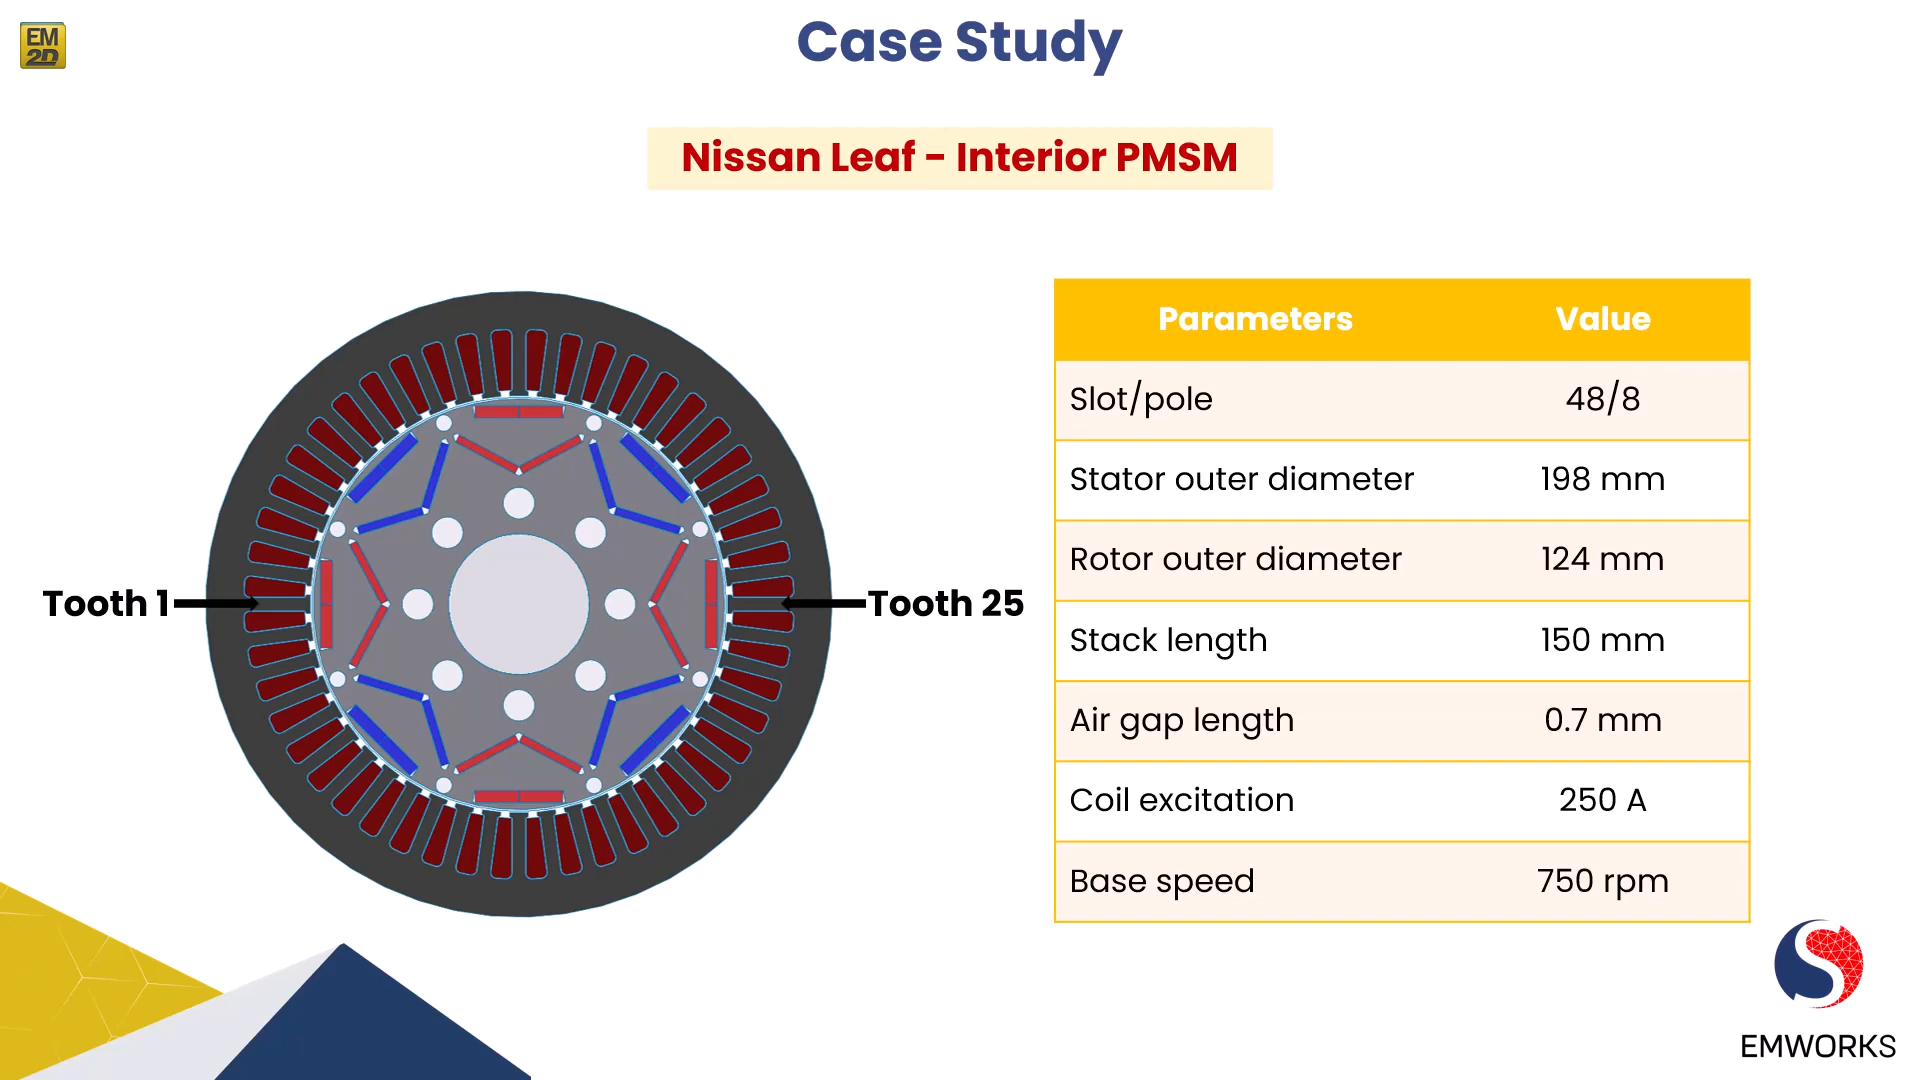 EM
2D
Case Study
Nissan Leaf - Interior PMSM
Tooth 1
Tooth 25
Parameters Value
Slot/pole 48/8
Stator outer diameter 198 mm
Rotor outer diameter 124 mm
Stack length 150 mm
Air gap length 0.7 mm
Coil excitation 250 A
Base speed 750 rpm
EMWORKS